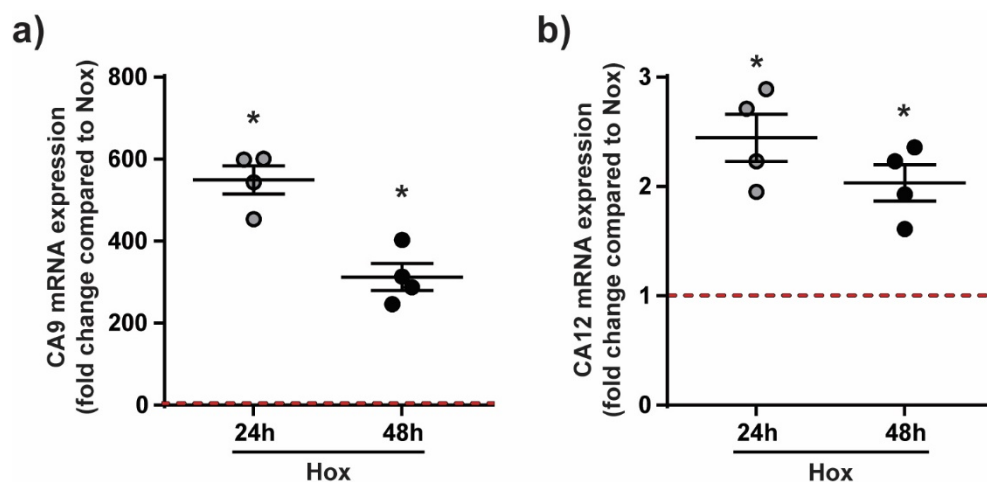 a)
CA9 mRNA expression
(fold change compared to Nox)
800
600
400
200
0
*
*
24h
48h
Hox
b)
CA12 mRNA expression
(fold change compared to Nox)
3
2
1
0
*
*
24h
48h
Hox